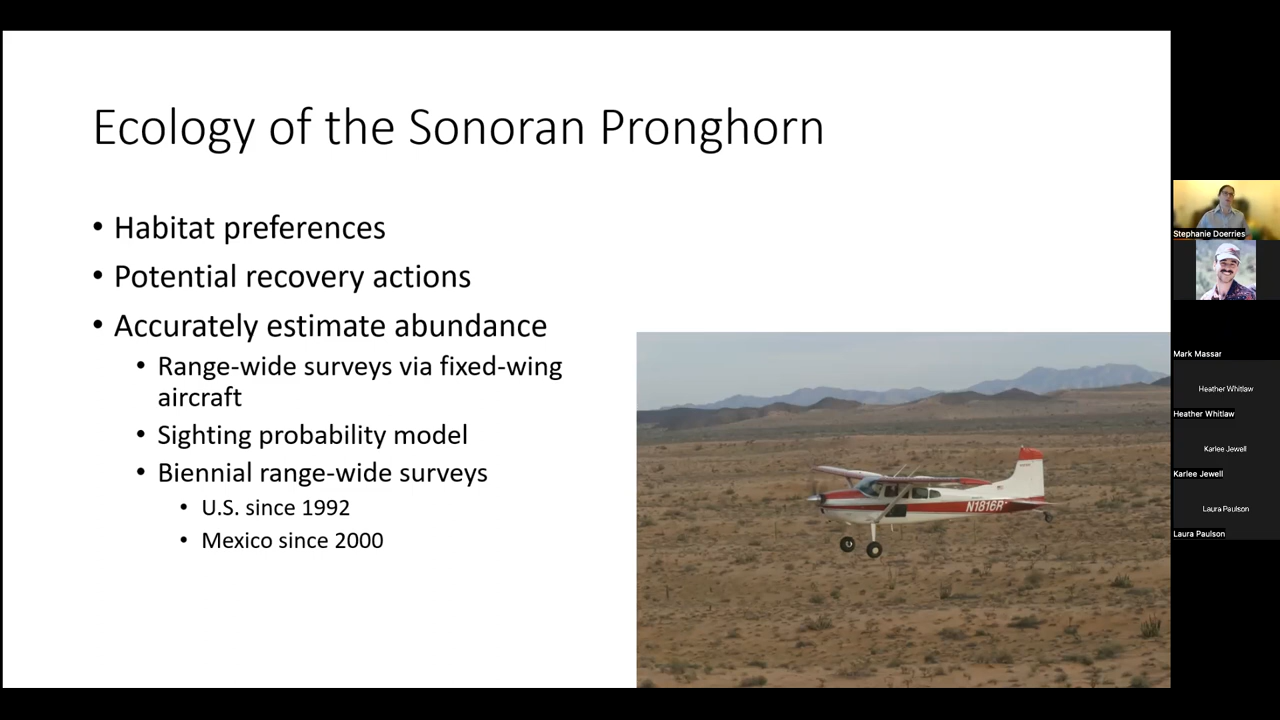 Ecology of the Sonoran Pronghorn
• Habitat preferences
• Potential recovery actions
• Accurately estimate abundance
• Range-wide surveys via fixed-wing
aircraft
• Sighting probability model
• Biennial range-wide surveys
• U.S. since 1992
• Mexico since 2000
N1816R
Stephanie Doerries
Mark Massar
Heather Whitlaw
Heather Whitlaw
Karlee Jewell
Karlee Jewell
Laura Paulson
Laura Paulson